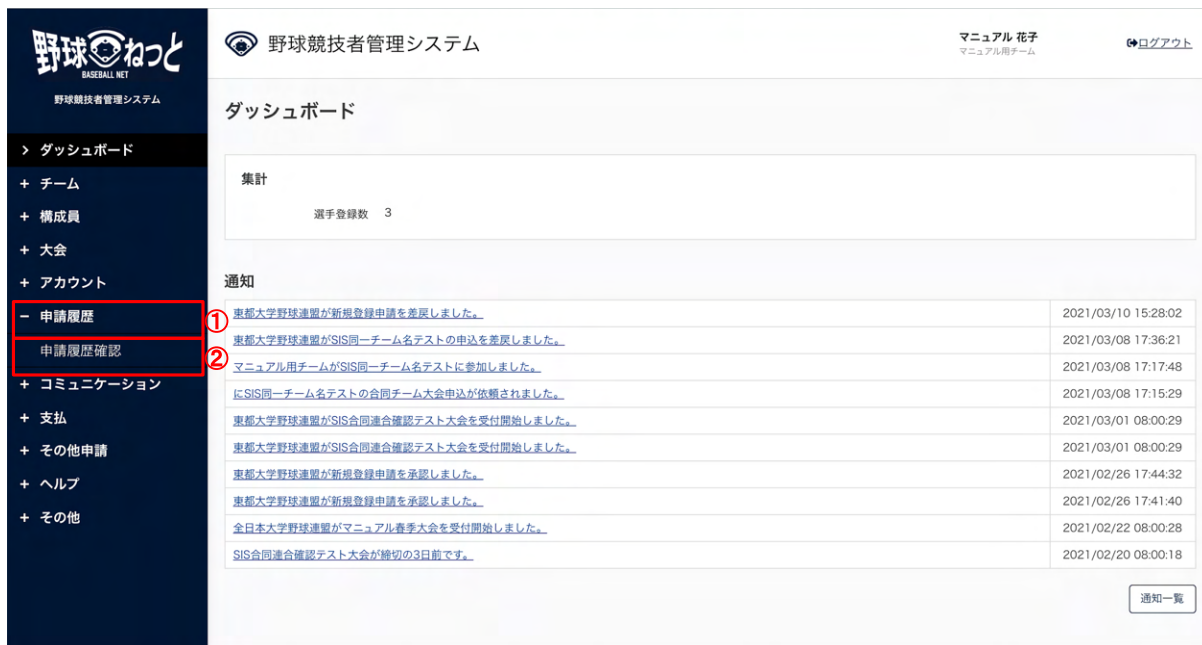 野球ねっと
BASEBALL NET
野球競技者管理システム
> ダッシュボード
+ チーム
+ 構成員
+ 大会
+ アカウント
− 申請履歴
①
申請履歴確認
②
+ コミュニケーション
+ 支払
+ その他申請
+ ヘルプ
+ その他
野球競技者管理システム
マニュアル 花子
マニュアル用チーム
ログアウト
ダッシュボード
集計
選手登録数 3
通知
東都大学野球連盟が新規登録申請を差戻しました。 2021/03/10 15:28:02
東都大学野球連盟がSIS同一チーム名テストの申込を差戻しました。 2021/03/08 17:36:21
マニュアル用チームがSIS同一チーム名テストに参加しました。 2021/03/08 17:17:48
にSIS同一チーム名テストの合同チーム大会申込が依頼されました。 2021/03/08 17:15:29
東都大学野球連盟がSIS合同連合確認テスト大会を受付開始しました。 2021/03/01 08:00:29
東都大学野球連盟がSIS合同連合確認テスト大会を受付開始しました。 2021/03/01 08:00:29
東都大学野球連盟が新規登録申請を承認しました。 2021/02/26 17:44:32
東都大学野球連盟が新規登録申請を承認しました。 2021/02/26 17:41:40
全日本大学野球連盟がマニュアル春季大会を受付開始しました。 2021/02/22 08:00:28
SIS合同連合確認テスト大会が締切の3日前です。 2021/02/20 08:00:18
通知一覧